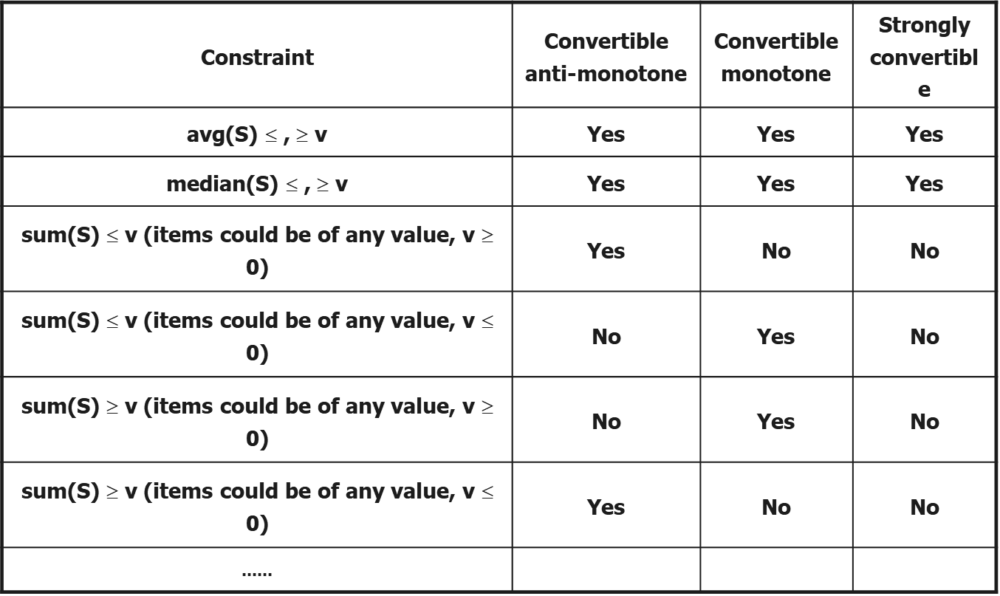 Constraint
Convertible
anti-monotone
Convertible
monotone
Strongly
convertibl
e
avg(S) ≤ , ≥ v
Yes
Yes
Yes
median(S) ≤ , ≥ v
Yes
Yes
Yes
sum(S) ≤ v (items could be of any value, v ≥
0)
Yes
No
No
sum(S) ≤ v (items could be of any value, v ≤
0)
No
Yes
No
sum(S) ≥ v (items could be of any value, v ≥
0)
No
Yes
No
sum(S) ≥ v (items could be of any value, v ≤
0)
Yes
No
No
......